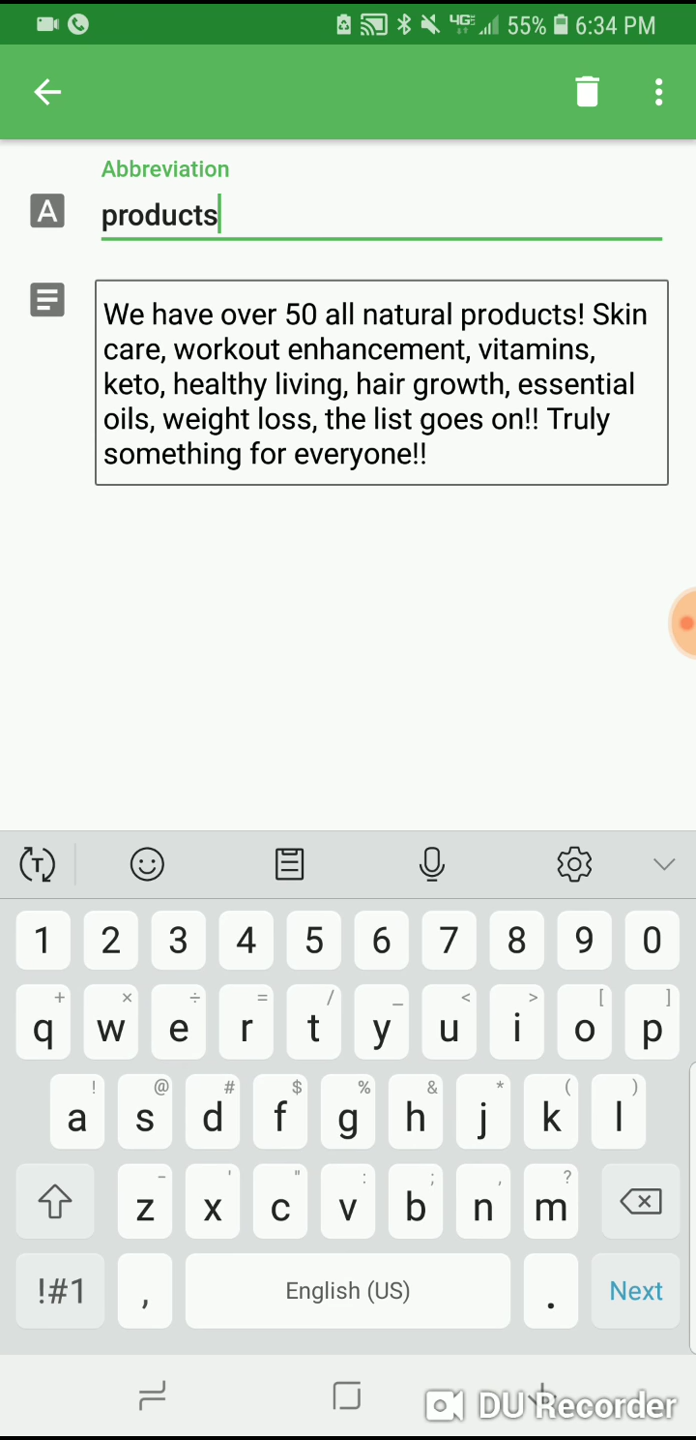 4G 55% 6:34 PM
Abbreviation
A products
We have over 50 all natural products! Skin
care, workout enhancement, vitamins,
keto, healthy living, hair growth, essential
oils, weight loss, the list goes on!! Truly
something for everyone!!
T
1 2 3 4 5 6 7 8 9 0
+ × ÷ = / _ < > [ ]
q w e r t y u i o p
! @ # $ % & * ( )
a s d f g h j k l
- ' " : ; , ?
z x c v b n m
!#1 , English (US) . Next
DU Recorder